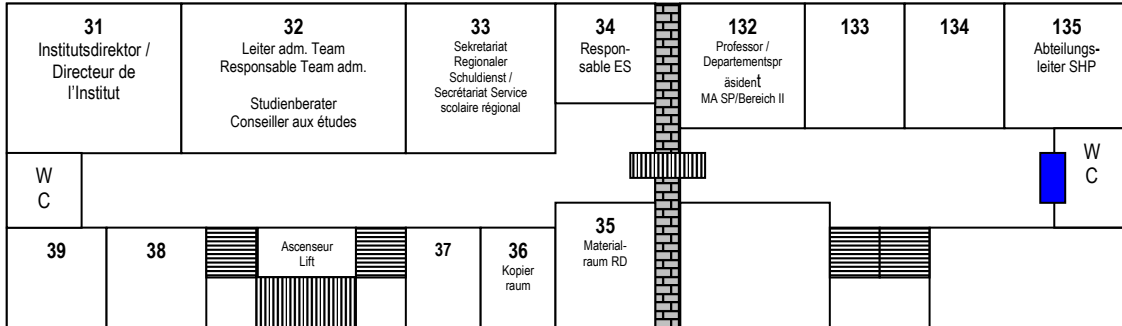 31
Institutsdirektor /
Directeur de
l'Institut
32
Leiter adm. Team
Responsable Team adm.
Studienberater
Conseiller aux études
33
Sekretariat
Regionaler
Schuldienst /
Secrétariat Service
scolaire régional
34
Respon-
sable ES
132
Professor /
Departementspr
äsident
MA SP/Bereich II
133
134
135
Abteilungs-
leiter SHP
W
C
W
C
39
38
Ascenseur
Lift
37
36
Kopier
raum
35
Material-
raum RD